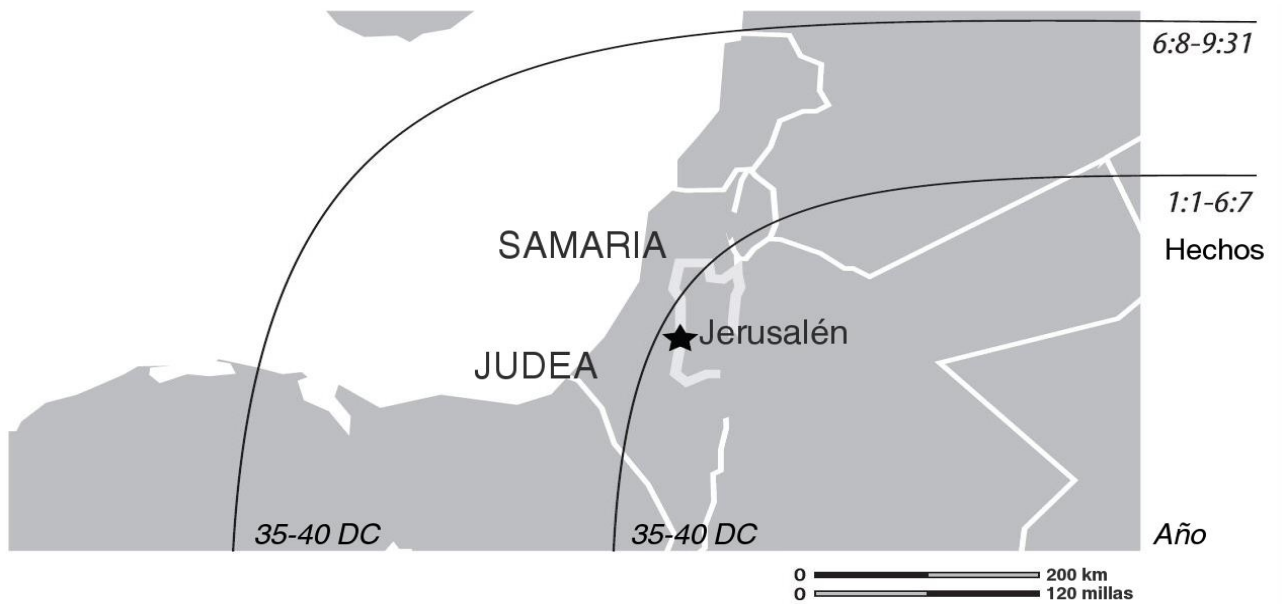 6:8-9:31
1:1-6:7
SAMARIA
Hechos
Jerusalén
JUDEA
35-40 DC
35-40 DC
Año
0 200 km
0 120 millas